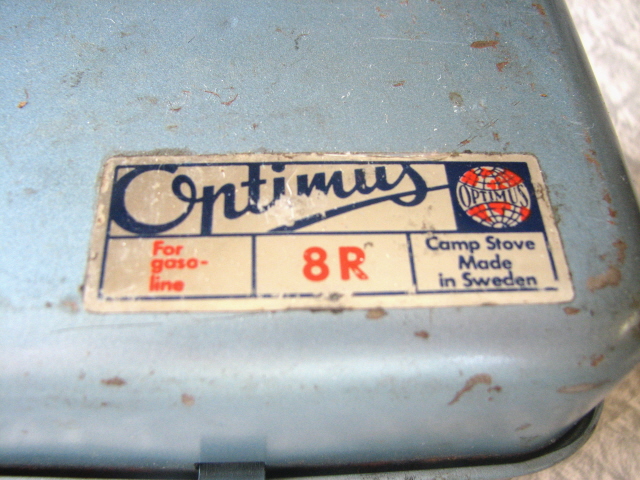 Optimus
OPTIMUS
For
gaso-
line
8R
Camp Stove
Made
in Sweden